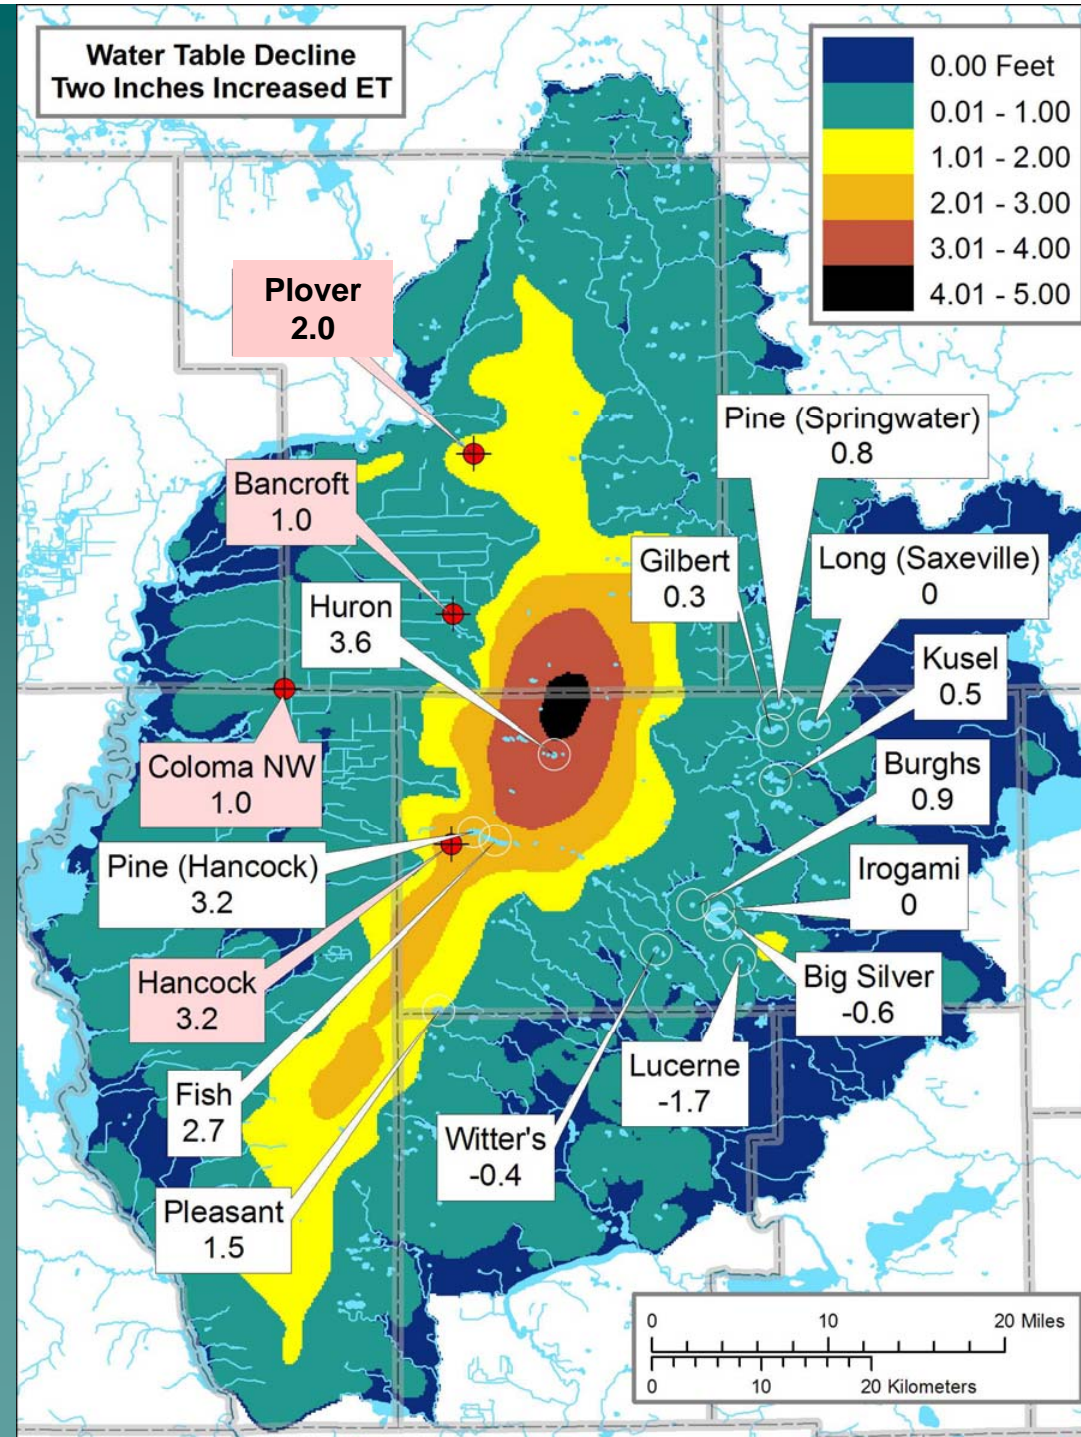 Water Table Decline
Two Inches Increased ET
0.00 Feet
0.01 - 1.00
1.01 - 2.00
2.01 - 3.00
3.01 - 4.00
4.01 - 5.00
Plover
2.0
Pine (Springwater)
0.8
Bancroft
1.0
Gilbert
0.3
Long (Saxeville)
0
Huron
3.6
Kusel
0.5
Coloma NW
1.0
Burghs
0.9
Pine (Hancock)
3.2
Irogami
0
Hancock
3.2
Big Silver
-0.6
Fish
2.7
Lucerne
-1.7
Witter's
-0.4
Pleasant
1.5
0 10 20 Miles
0 10 20 Kilometers